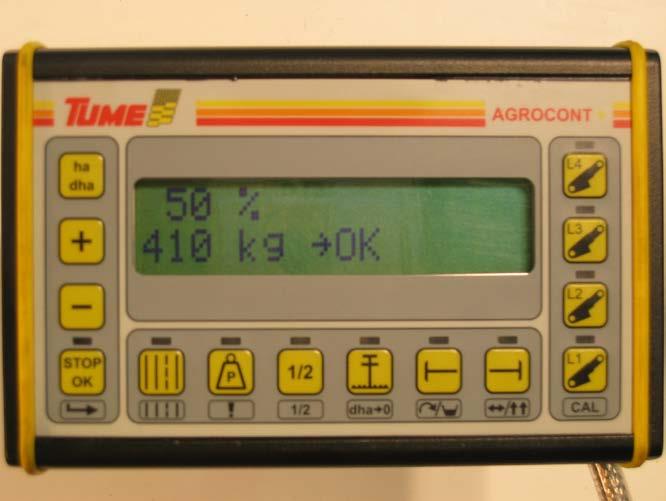 TUME
AGROCONT
ha
dha
+
−
STOP
OK
50 %
410 kg →OK
L4
L3
L2
L1
CAL
P
1/2
!
1/2
dha→0